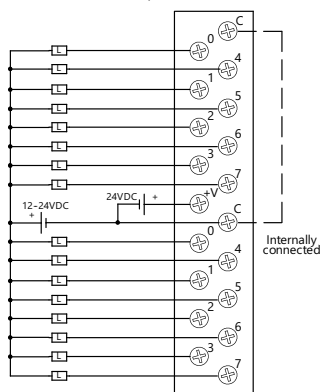 C
L 0
L 4
L 1
L 5
L 2
L 6
L 3
L 7
24VDC + +V
12-24VDC
+ C
Internally
connected
L 0
L 4
L 1
L 5
L 2
L 6
L 3
L 7